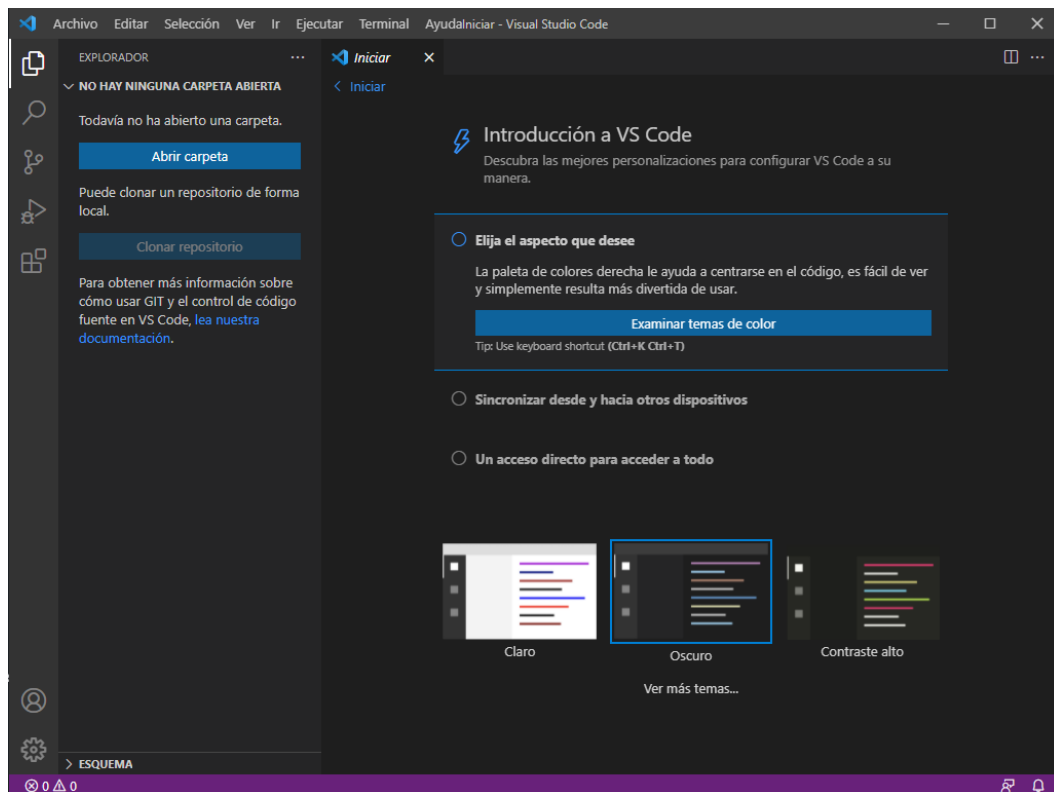 Archivo Editar Selección Ver Ir Ejecutar Terminal Ayuda Iniciar - Visual Studio Code
EXPLORADOR
NO HAY NINGUNA CARPETA ABIERTA
Todavía no ha abierto una carpeta.
Abrir carpeta
Puede clonar un repositorio de forma
local.
Clonar repositorio
Para obtener más información sobre
cómo usar GIT y el control de código
fuente en VS Code, lea nuestra
documentación.
ESQUEMA
Iniciar
Iniciar
Introducción a VS Code
Descubra las mejores personalizaciones para configurar VS Code a su
manera.
Elija el aspecto que desee
La paleta de colores derecha le ayuda a centrarse en el código, es fácil de ver
y simplemente resulta más divertida de usar.
Examinar temas de color
Tip: Use keyboard shortcut (Ctrl+K Ctrl+T)
Sincronizar desde y hacia otros dispositivos
Un acceso directo para acceder a todo
Claro
Oscuro
Contraste alto
Ver más temas...
0 0